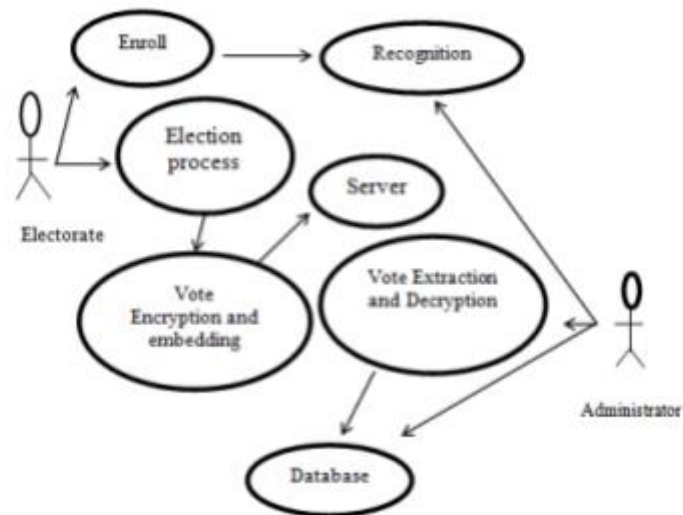 Enroll
Recognition
Election
process
Server
Electorate
Vote
Encryption and
embedding
Vote Extraction
and Decryption
Administrator
Database